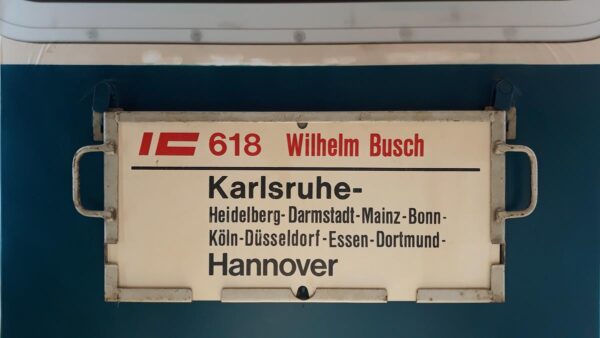 IC 618 Wilhelm Busch
Karlsruhe-
Heidelberg-Darmstadt-Mainz-Bonn-
Köln-Düsseldorf-Essen-Dortmund-
Hannover